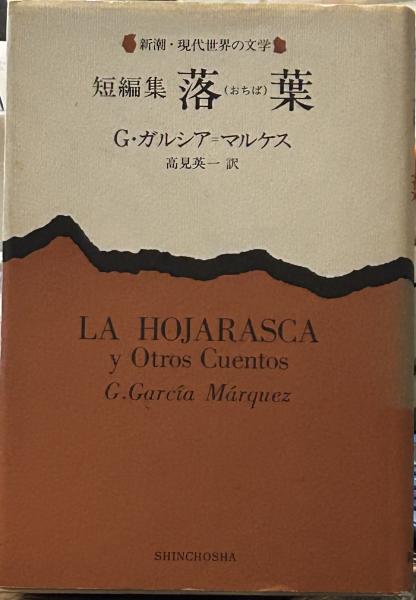 新潮・現代世界の文学
短編集 落(おちば)葉
G・ガルシア=マルケス
高見英一 訳
LA HOJARASCA
y Otros Cuentos
G.García Márquez
SHINCHOSHA